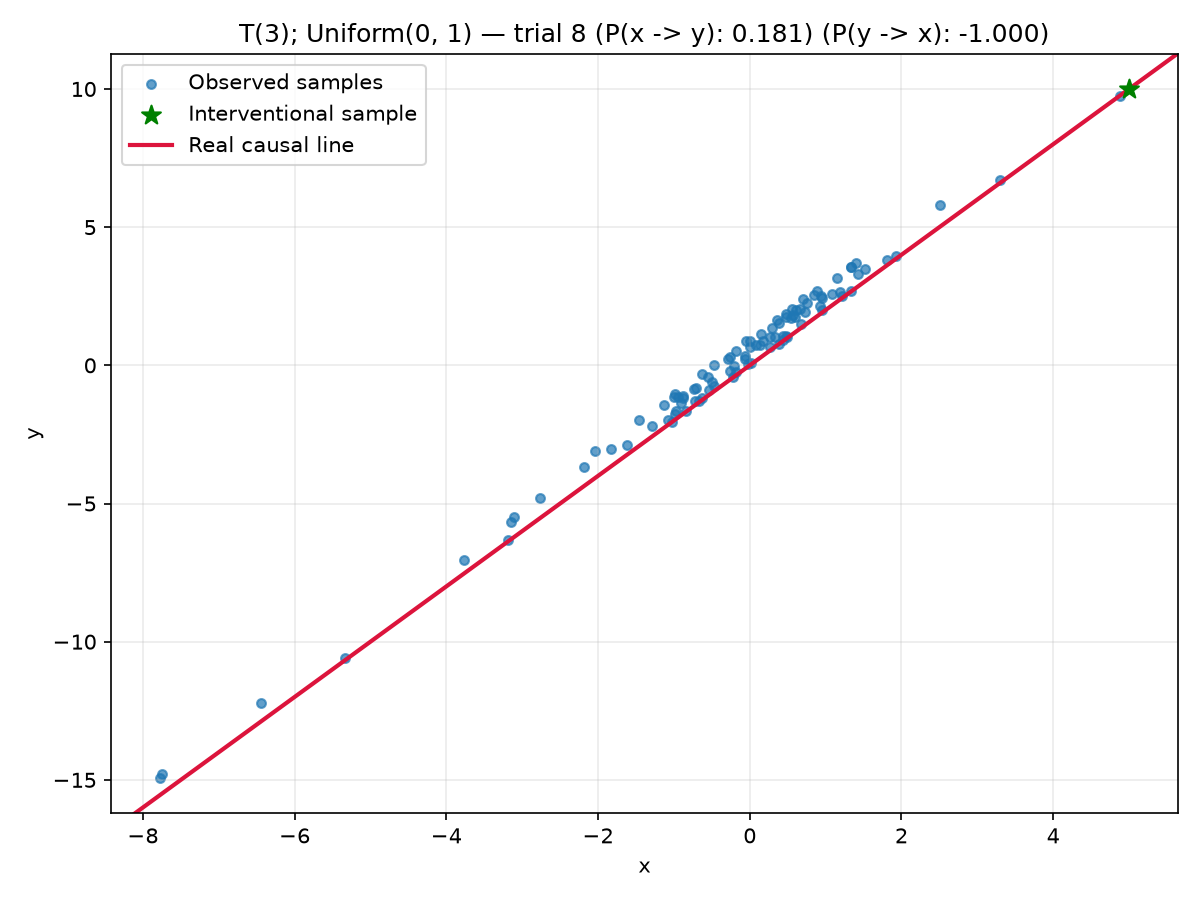 T(3); Uniform(0, 1) — trial 8 (P(x -> y): 0.181) (P(y -> x): -1.000)
Observed samples
Interventional sample
Real causal line
10
5
0
−5
−10
−15
y
−8 −6 −4 −2 0 2 4
x